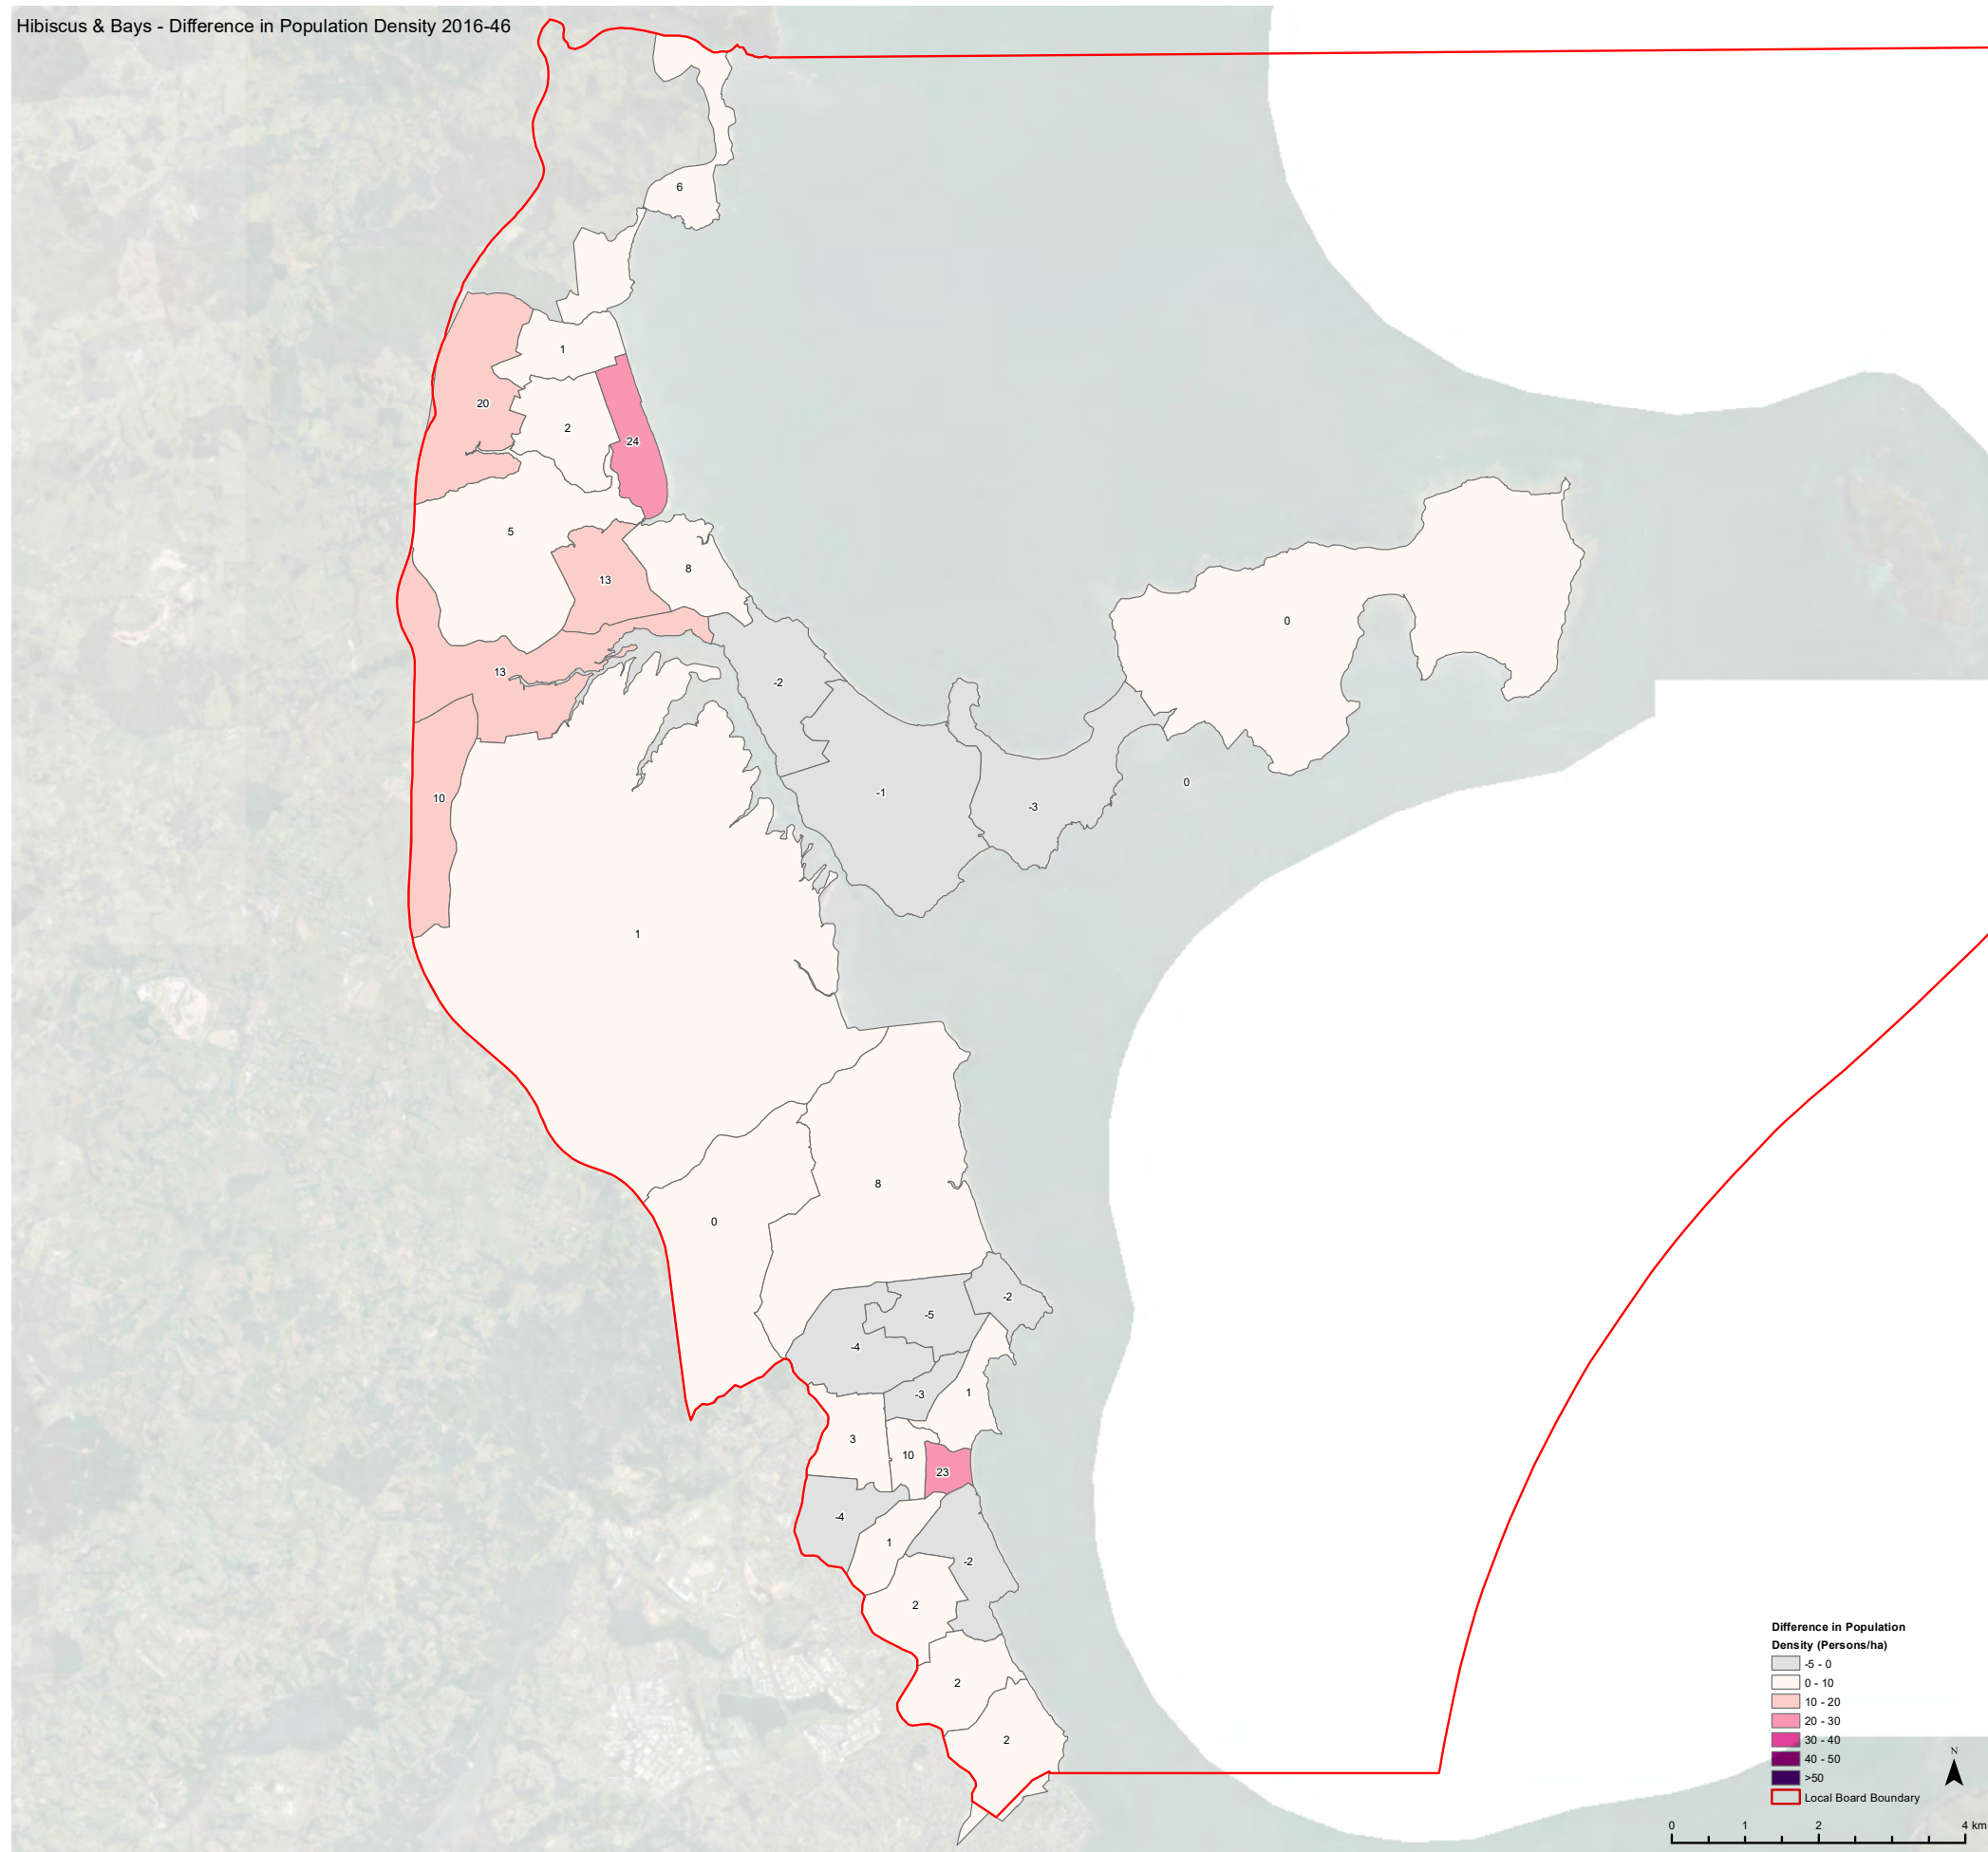 Hibiscus & Bays - Difference in Population Density 2016-46
6
1
20
2
24
5
8
13
0
13
-2
0
-1
10
-3
1
8
0
-2
-5
-4
1
-3
3
10
23
-4
1
-2
2
2
2
Difference in Population
Density (Persons/ha)
-5 - 0
0 - 10
10 - 20
20 - 30
30 - 40
40 - 50
>50
Local Board Boundary
N
0 1 2 4 km